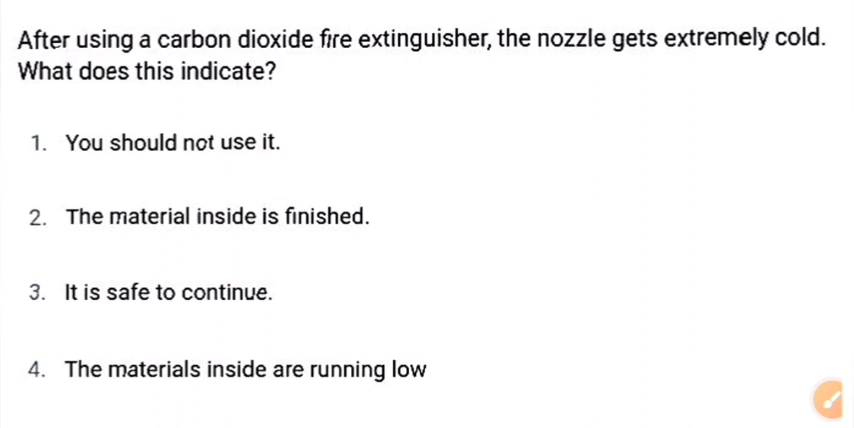 After using a carbon dioxide fire extinguisher, the nozzle gets extremely cold.
What does this indicate?
1. You should not use it.
2. The material inside is finished.
3. It is safe to continue.
4. The materials inside are running low